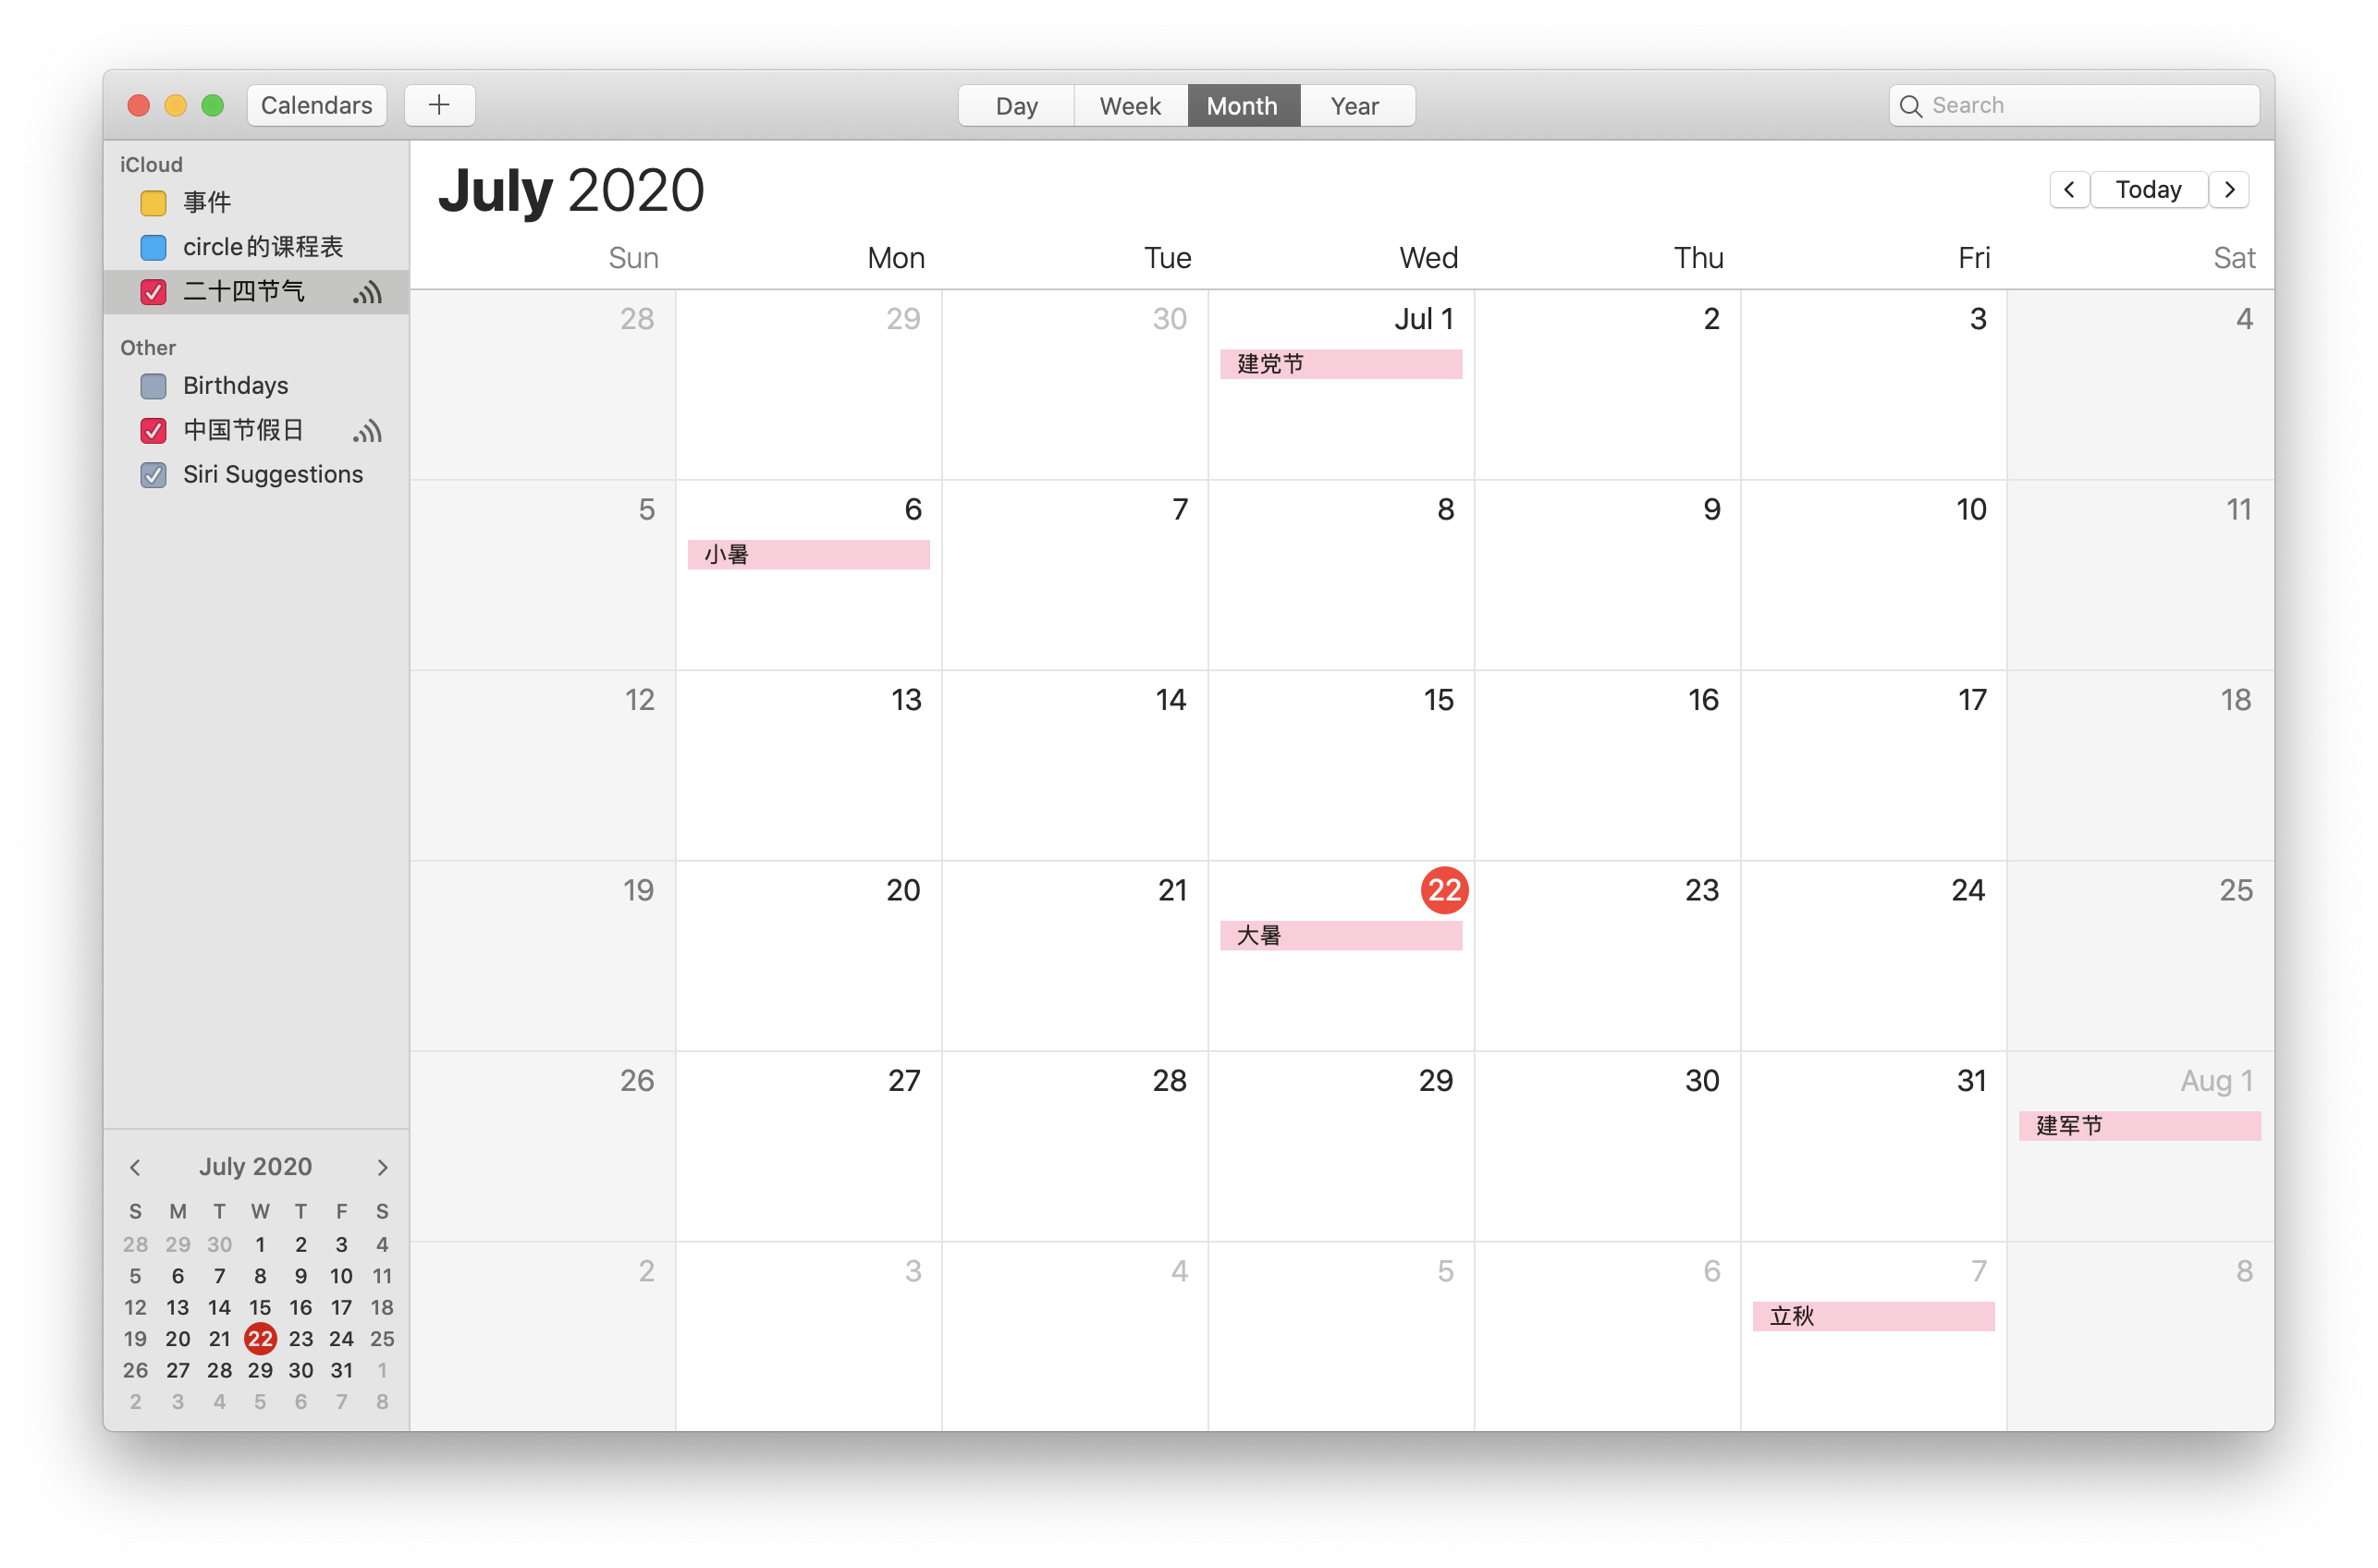 Calendars
Day Week Month Year
Search
iCloud
事件
circle的课程表
二十四节气
Other
Birthdays
中国节假日
Siri Suggestions
July 2020
S M T W T F S
28 29 30 1 2 3 4
5 6 7 8 9 10 11
12 13 14 15 16 17 18
19 20 21 22 23 24 25
26 27 28 29 30 31 1
2 3 4 5 6 7 8
July 2020
Today
Sun Mon Tue Wed Thu Fri Sat
28 29 30 Jul 1 2 3 4
建党节
5 6 7 8 9 10 11
小暑
12 13 14 15 16 17 18
19 20 21 22 23 24 25
大暑
26 27 28 29 30 31 Aug 1
建军节
2 3 4 5 6 7 8
立秋